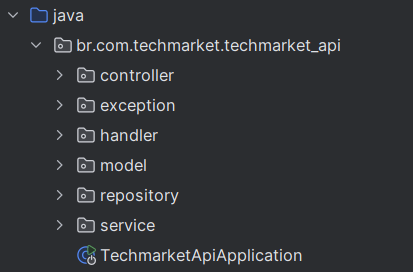 java
br.com.techmarket.techmarket_api
controller
exception
handler
model
repository
service
TechmarketApiApplication